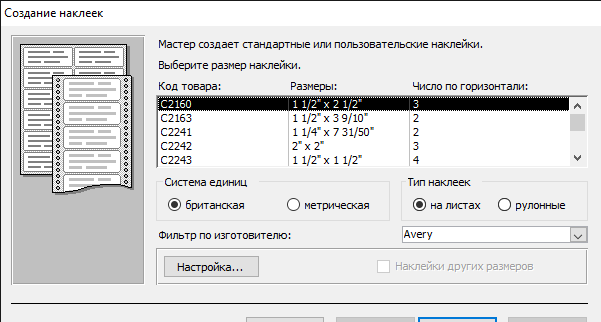 Создание наклеек
Мастер создает стандартные или пользовательские наклейки.
Выберите размер наклейки.
Код товара: Размеры: Число по горизонтали:
C2160 1 1/2" x 2 1/2" 3
C2163 1 1/2" x 3 9/10" 2
C2241 1 1/4" x 7 31/50" 2
C2242 2" x 2" 3
C2243 1 1/2" x 1 1/2" 4
Система единиц Тип наклеек
британская метрическая на листах рулонные
Фильтр по изготовителю: Avery
Настройка... Наклейки других размеров